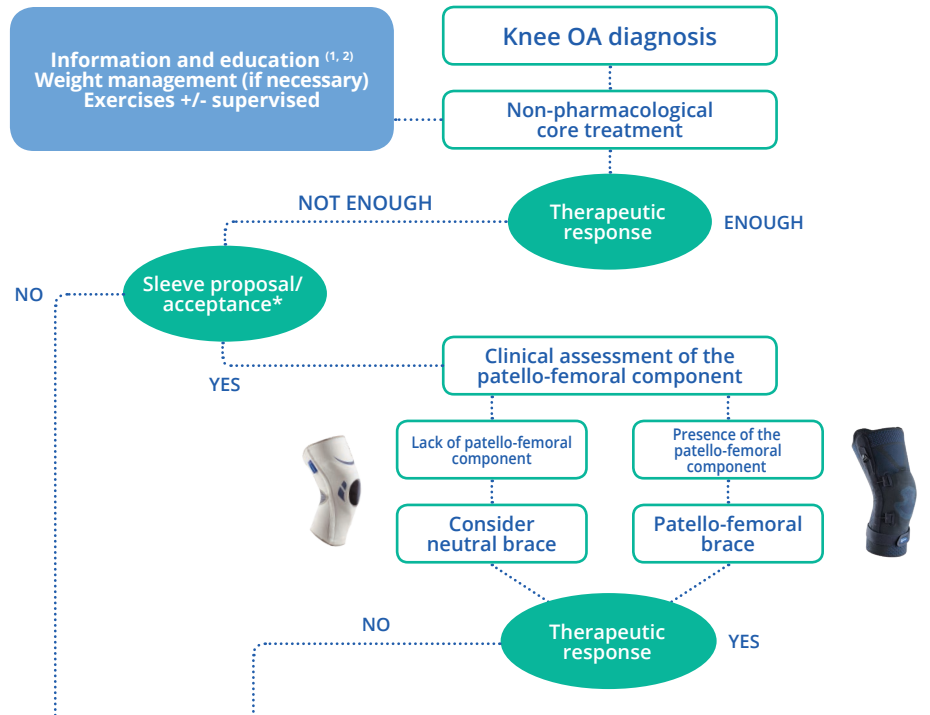 Knee OA diagnosis
Information and education (1, 2)
Weight management (if necessary)
Exercises +/- supervised
Non-pharmacological
core treatment
NOT ENOUGH
Therapeutic
response
ENOUGH
NO
Sleeve proposal/
acceptance*
YES
Clinical assessment of the
patello-femoral component
Lack of patello-femoral
component
Presence of the
patello-femoral
component
Consider
neutral brace
Patello-femoral
brace
NO
Therapeutic
response
YES